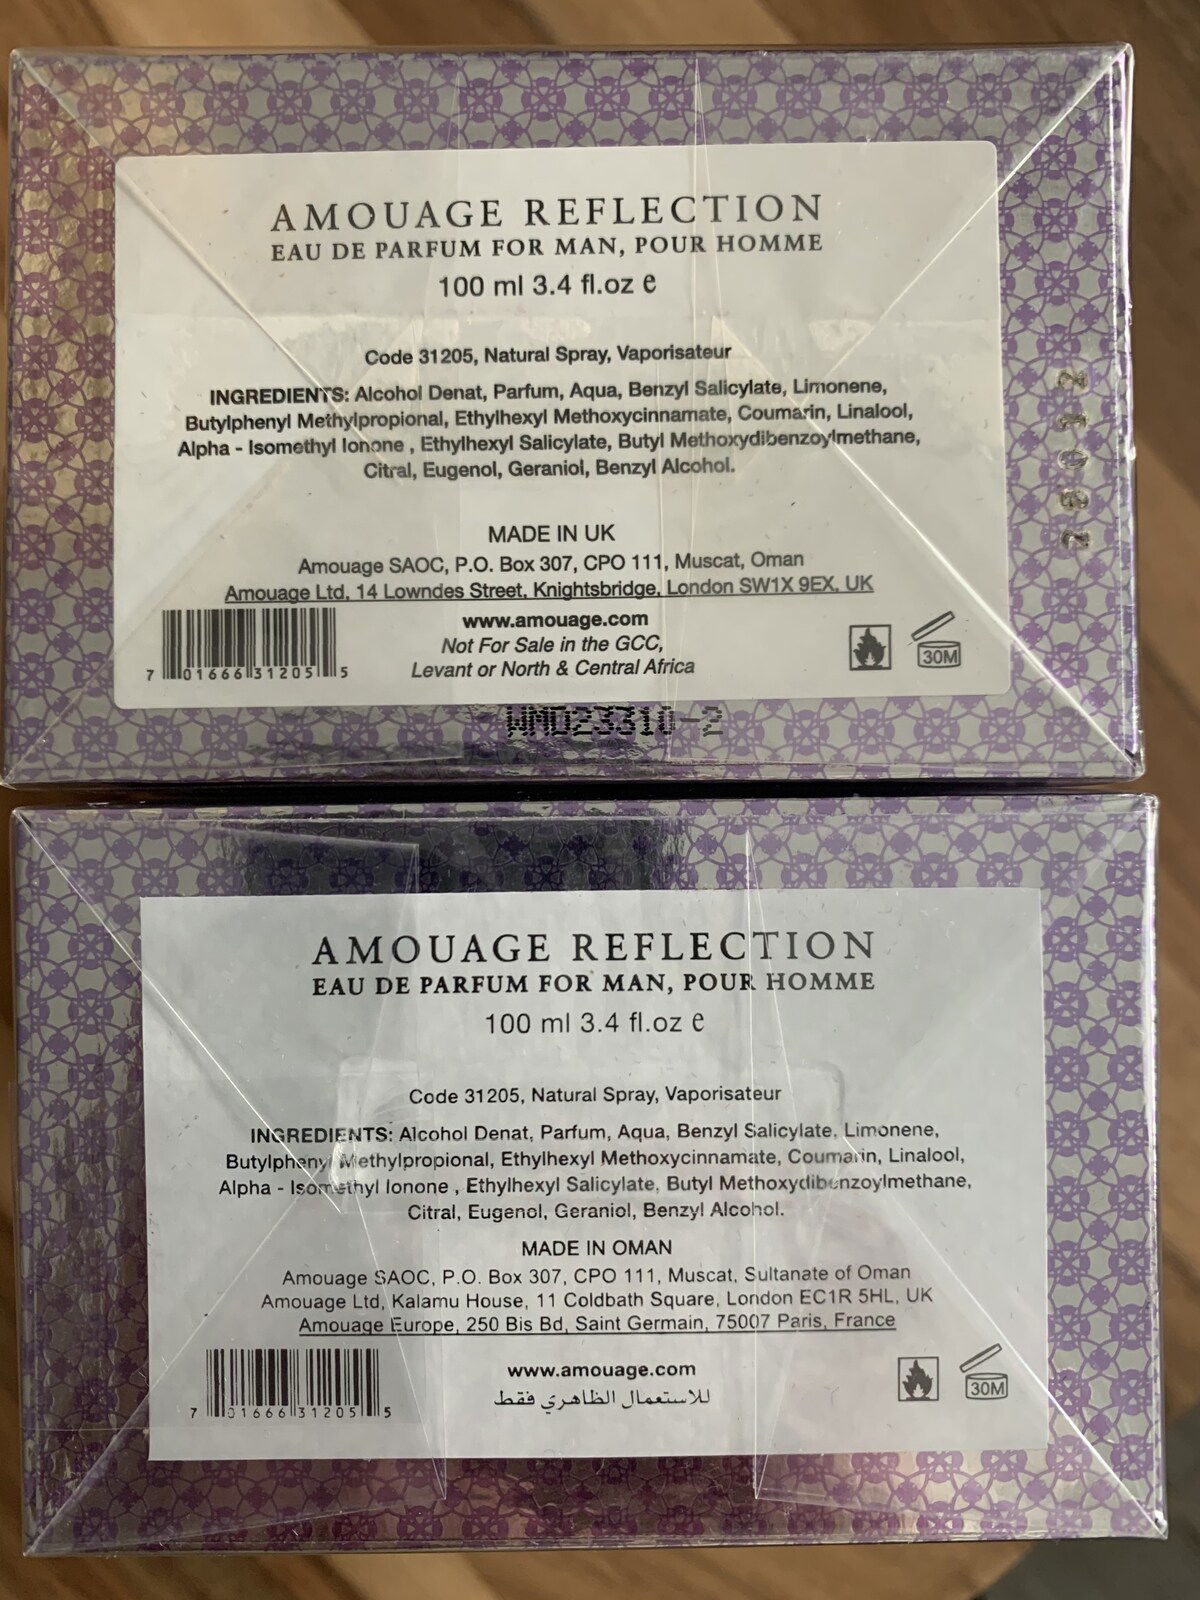 AMOUAGE REFLECTION
EAU DE PARFUM FOR MAN, POUR HOMME
100 ml 3.4 fl.oz e
Code 31205, Natural Spray, Vaporisateur
INGREDIENTS: Alcohol Denat, Parfum, Aqua, Benzyl Salicylate, Limonene,
Butylphenyl Methylpropional, Ethylhexyl Methoxycinnamate, Coumarin, Linalool,
Alpha - Isomethyl Ionone , Ethylhexyl Salicylate, Butyl Methoxydibenzoylmethane,
Citral, Eugenol, Geraniol, Benzyl Alcohol.
MADE IN UK
Amouage SAOC, P.O. Box 307, CPO 111, Muscat, Oman
Amouage Ltd, 14 Lowndes Street, Knightsbridge, London SW1X 9EX, UK
www.amouage.com
Not For Sale in the GCC,
Levant or North & Central Africa
7 01666 31205 5
30M
WMD23310-2
AMOUAGE REFLECTION
EAU DE PARFUM FOR MAN, POUR HOMME
100 ml 3.4 fl.oz e
Code 31205, Natural Spray, Vaporisateur
INGREDIENTS: Alcohol Denat, Parfum, Aqua, Benzyl Salicylate, Limonene,
Butylphenyl Methylpropional, Ethylhexyl Methoxycinnamate, Coumarin, Linalool,
Alpha - Isomethyl Ionone , Ethylhexyl Salicylate, Butyl Methoxydibenzoylmethane,
Citral, Eugenol, Geraniol, Benzyl Alcohol.
MADE IN OMAN
Amouage SAOC, P.O. Box 307, CPO 111, Muscat, Sultanate of Oman
Amouage Ltd, Kalamu House, 11 Coldbath Square, London EC1R 5HL, UK
Amouage Europe, 250 Bis Bd, Saint Germain, 75007 Paris, France
www.amouage.com
للاستعمال الظاهري فقط
7 01666 31205 5
30M